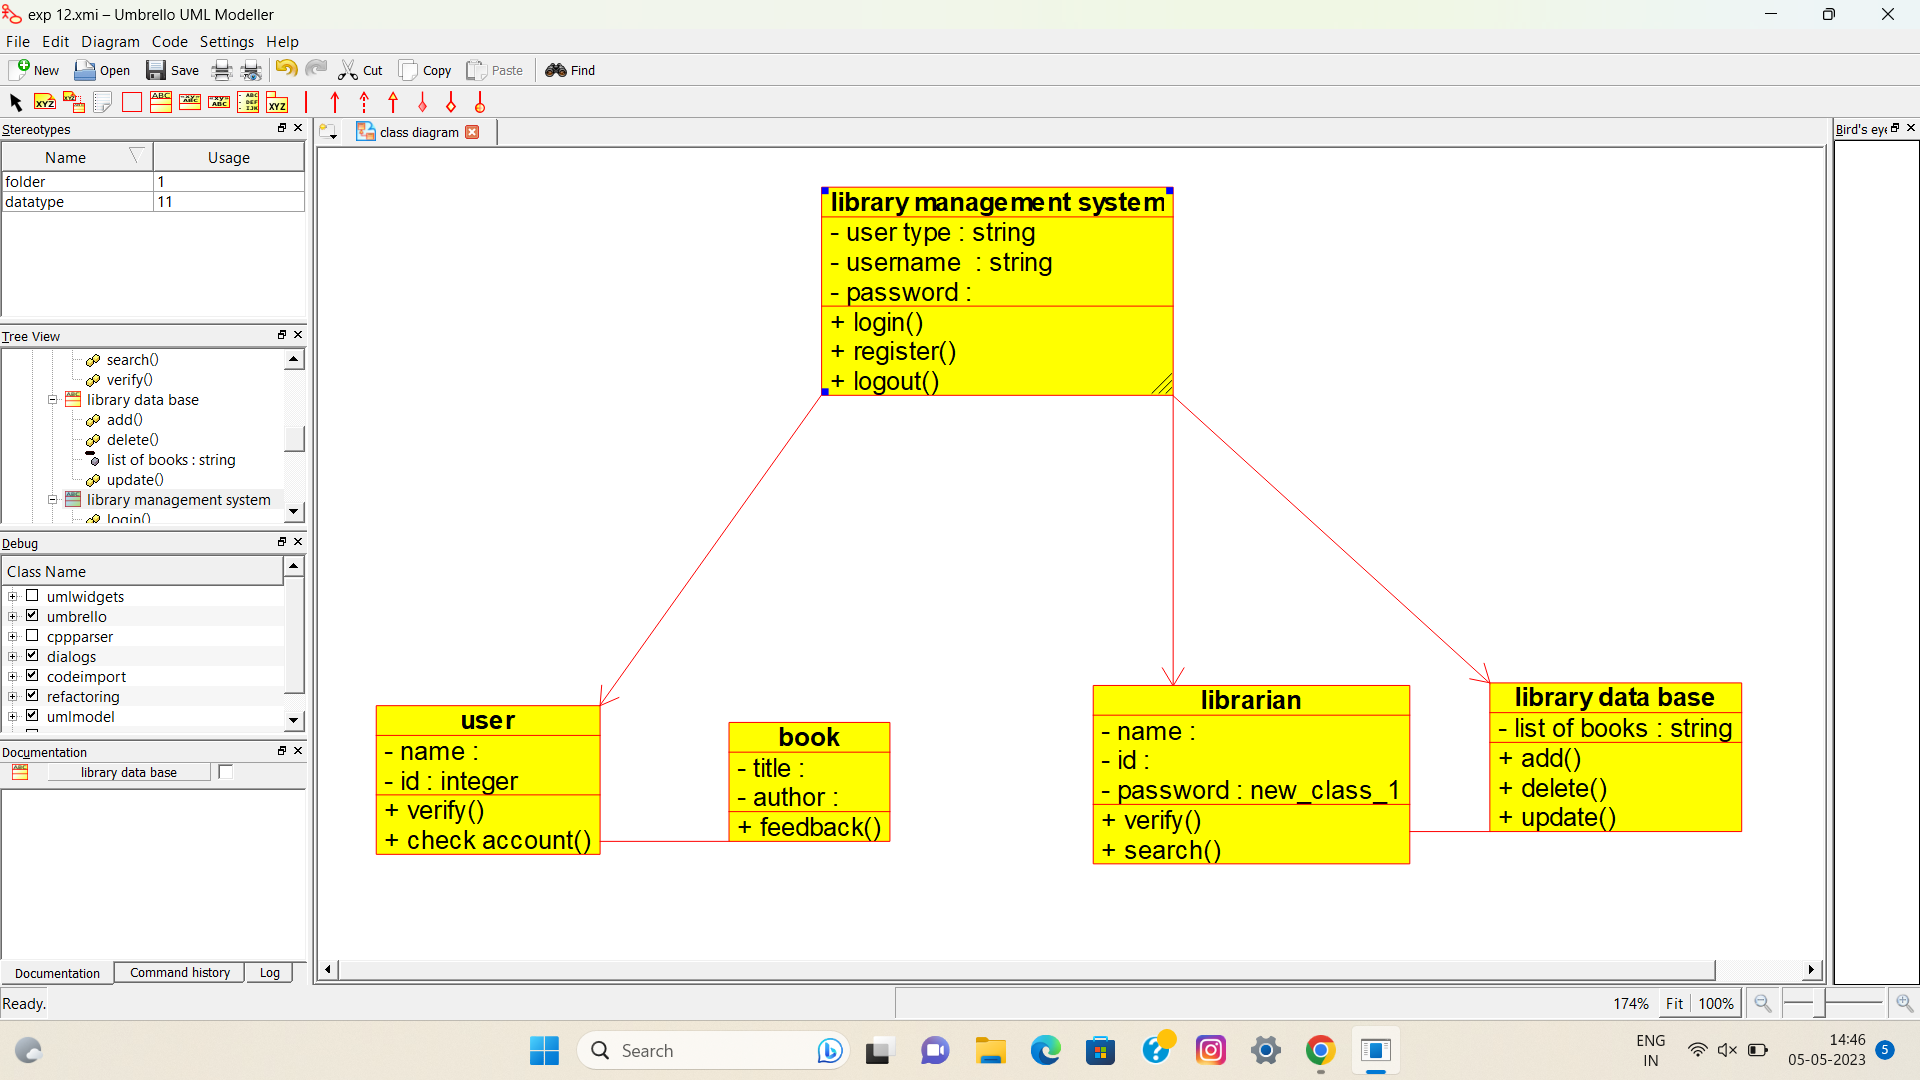 exp 12.xmi – Umbrello UML Modeller
File Edit Diagram Code Settings Help
New Open Save Cut Copy Paste Find
Stereotypes
Name Usage
folder 1
datatype 11
Tree View
search()
verify()
library data base
add()
delete()
list of books : string
update()
library management system
login()
Debug
Class Name
umlwidgets
umbrello
cppparser
dialogs
codeimport
refactoring
umlmodel
Documentation
library data base
Documentation Command history Log
Ready.
class diagram
library management system
- user type : string
- username  : string
- password :
+ login()
+ register()
+ logout()
user
- name :
- id : integer
+ verify()
+ check account()
book
- title :
- author :
+ feedback()
librarian
- name :
- id :
- password : new_class_1
+ verify()
+ search()
library data base
- list of books : string
+ add()
+ delete()
+ update()
Bird's eye
174% Fit 100%
Search
ENG
IN
14:46
05-05-2023
5